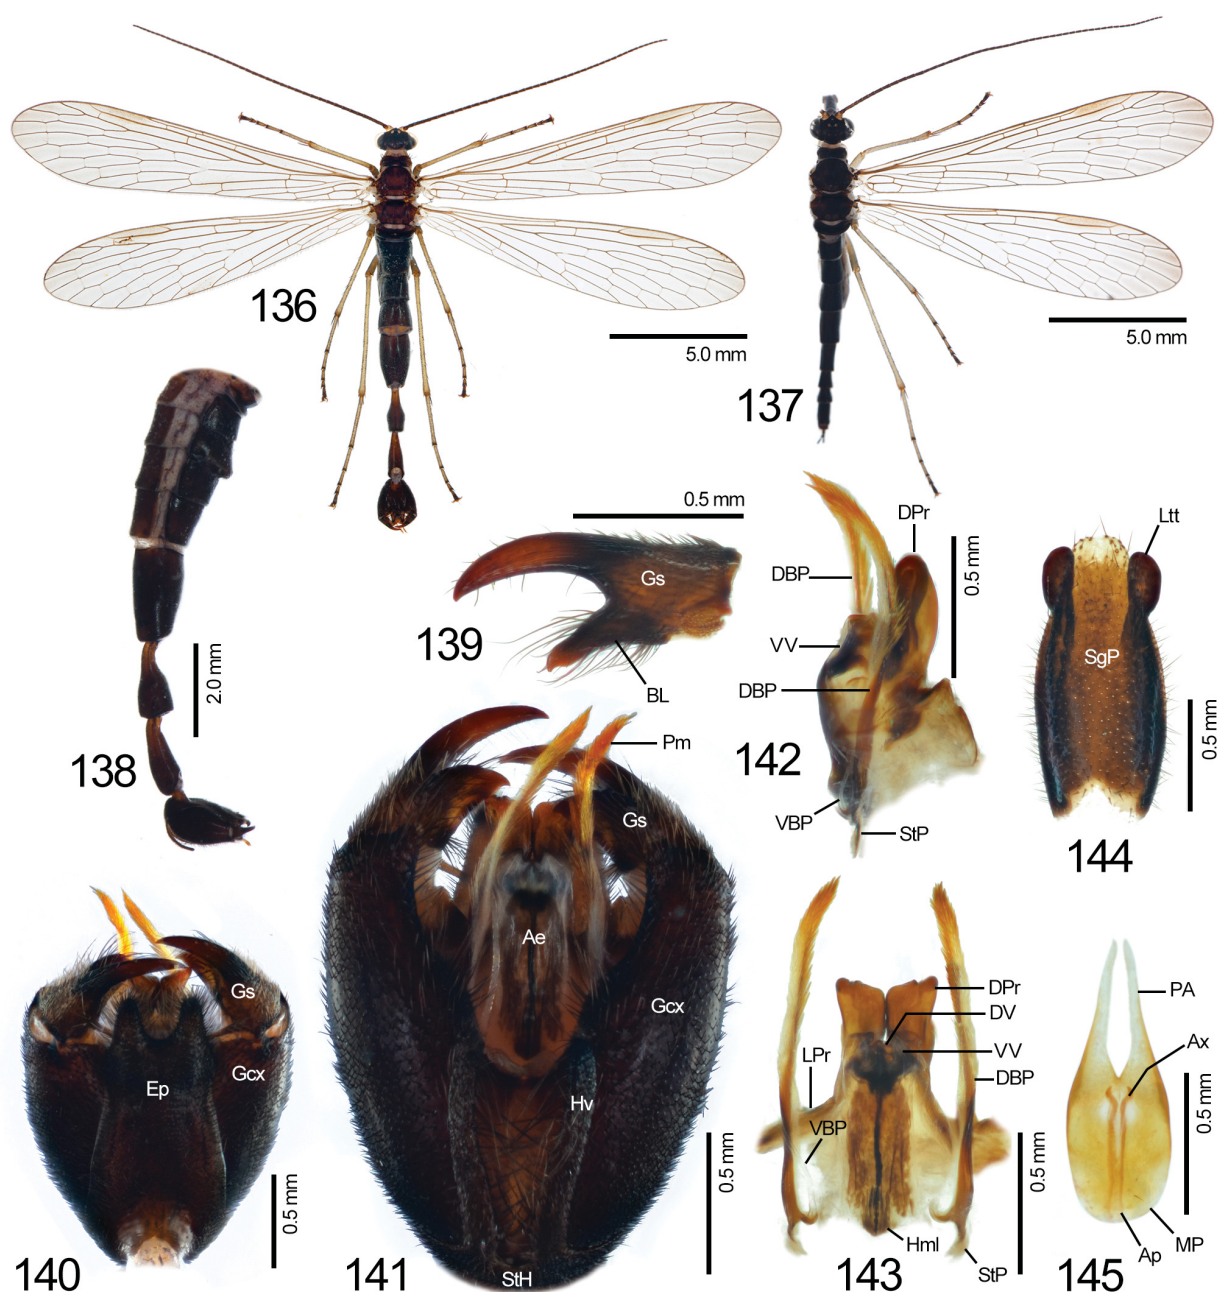 136
5.0 mm
137
5.0 mm
138
2.0 mm
139
0.5 mm
Gs
BL
142
DPr
DBP
VV
DBP
VBP
StP
0.5 mm
144
Ltt
SgP
0.5 mm
140
Gs
Ep
Gcx
0.5 mm
141
Pm
Gs
Ae
Gcx
Hv
StH
0.5 mm
143
DPr
DV
VV
LPr
DBP
VBP
Hml
StP
0.5 mm
145
PA
Ax
0.5 mm
Ap
MP